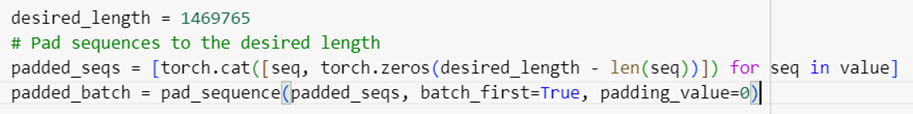 desired_length = 1469765
# Pad sequences to the desired length
padded_seqs = [torch.cat([seq, torch.zeros(desired_length - len(seq))]) for seq in value]
padded_batch = pad_sequence(padded_seqs, batch_first=True, padding_value=0)